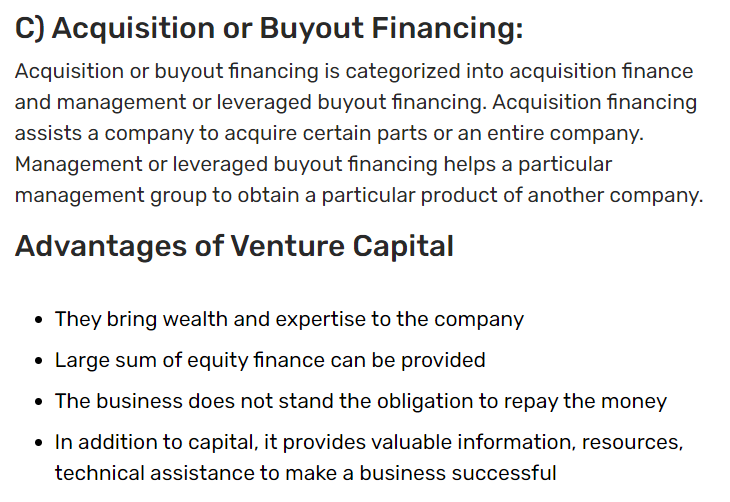 C) Acquisition or Buyout Financing:
Acquisition or buyout financing is categorized into acquisition finance
and management or leveraged buyout financing. Acquisition financing
assists a company to acquire certain parts or an entire company.
Management or leveraged buyout financing helps a particular
management group to obtain a particular product of another company.
Advantages of Venture Capital
• They bring wealth and expertise to the company
• Large sum of equity finance can be provided
• The business does not stand the obligation to repay the money
• In addition to capital, it provides valuable information, resources,
technical assistance to make a business successful